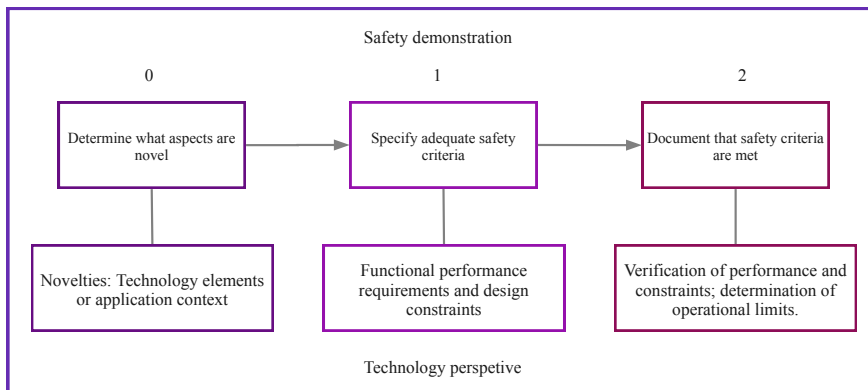 Safety demonstration
0
1
2
Determine what aspects are
novel
Specify adequate safety
criteria
Document that safety criteria
are met
Novelties: Technology elements
or application context
Functional performance
requirements and design
constraints
Verification of performance and
constraints; determination of
operational limits.
Technology perspetive